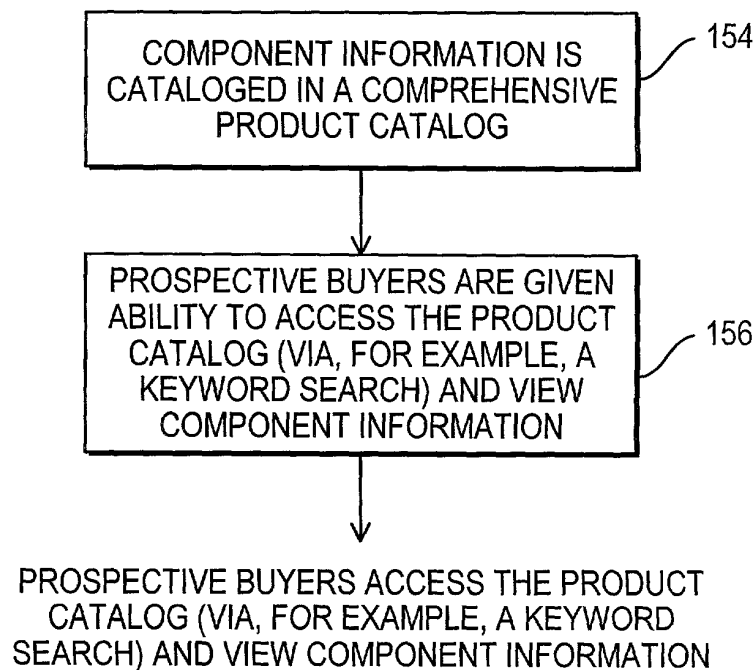 COMPONENT INFORMATION IS
CATALOGED IN A COMPREHENSIVE
PRODUCT CATALOG
154
PROSPECTIVE BUYERS ARE GIVEN
ABILITY TO ACCESS THE PRODUCT
CATALOG (VIA, FOR EXAMPLE, A
KEYWORD SEARCH) AND VIEW
COMPONENT INFORMATION
156
PROSPECTIVE BUYERS ACCESS THE PRODUCT
CATALOG (VIA, FOR EXAMPLE, A KEYWORD
SEARCH) AND VIEW COMPONENT INFORMATION